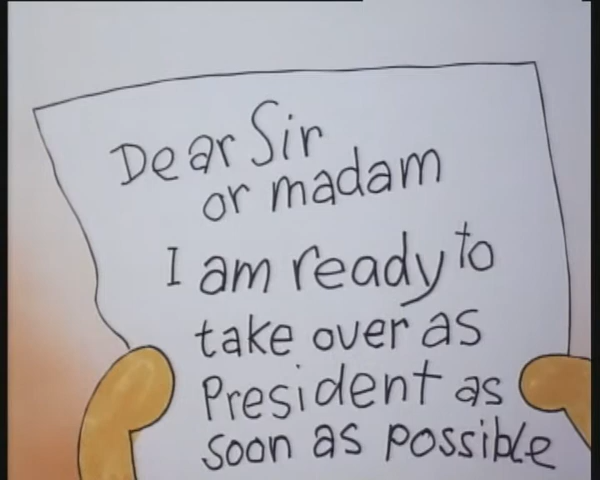 Dear Sir
or madam
I am ready to
take over as
President as
soon as possible